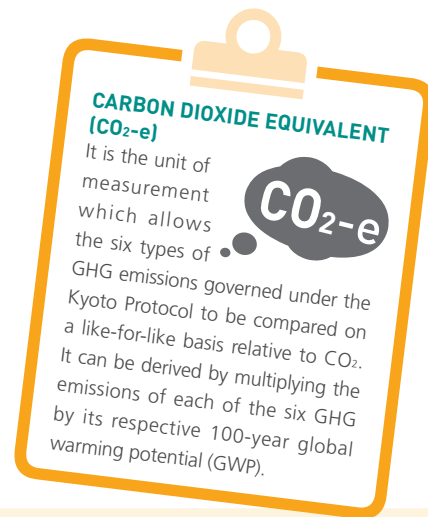 CARBON DIOXIDE EQUIVALENT
(CO₂-e)
It is the unit of
measurement
which allows
the six types of
CO₂-e
GHG emissions governed under the
Kyoto Protocol to be compared on
a like-for-like basis relative to CO₂.
It can be derived by multiplying the
emissions of each of the six GHG
by its respective 100-year global
warming potential (GWP).